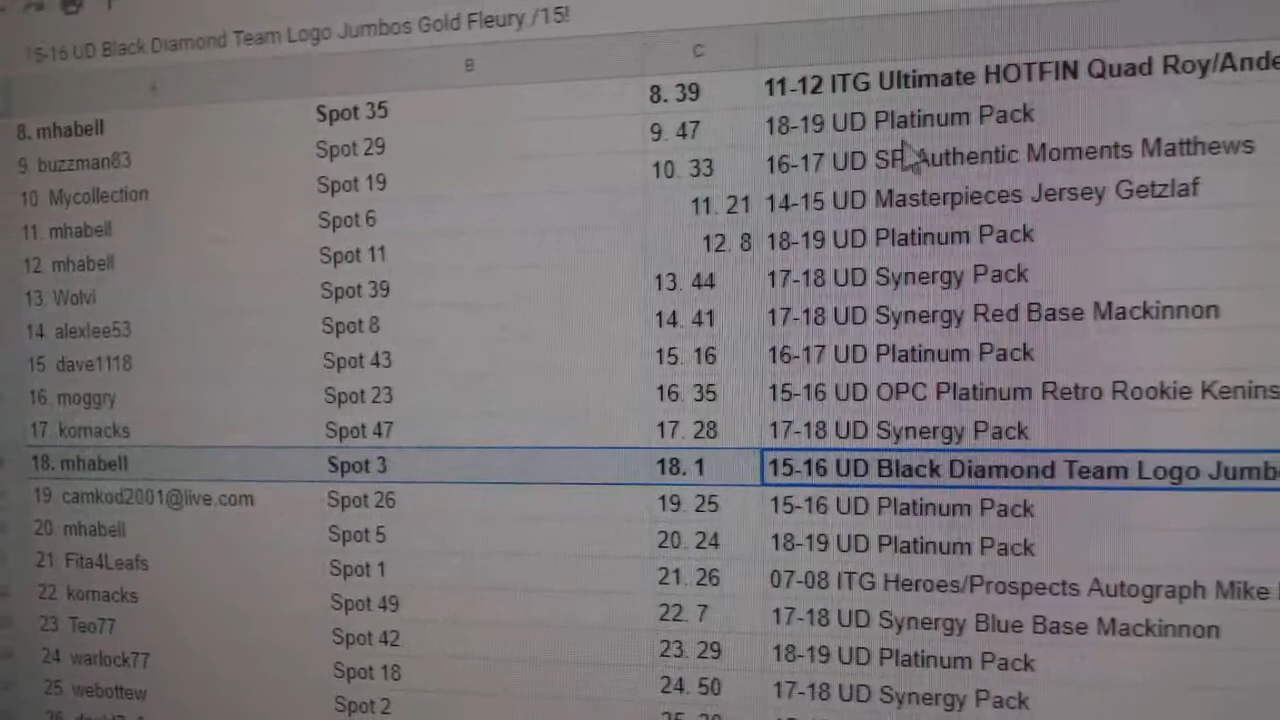 15-16 UD Black Diamond Team Logo Jumbos Gold Fleury /15!
A B C
8. mhabell Spot 35 8. 39 11-12 ITG Ultimate HOTFIN Quad Roy/Ande
9 buzzman83 Spot 29 9. 47 18-19 UD Platinum Pack
10 Mycollection Spot 19 10. 33 16-17 UD SP Authentic Moments Matthews
11. mhabell Spot 6 11. 21 14-15 UD Masterpieces Jersey Getzlaf
12 mhabell Spot 11 12. 8 18-19 UD Platinum Pack
13. Wolvi Spot 39 13. 44 17-18 UD Synergy Pack
14. alexlee53 Spot 8 14. 41 17-18 UD Synergy Red Base Mackinnon
15 dave1118 Spot 43 15. 16 16-17 UD Platinum Pack
16 moggry Spot 23 16. 35 15-16 UD OPC Platinum Retro Rookie Kenins
17. kornacks Spot 47 17. 28 17-18 UD Synergy Pack
18. mhabell Spot 3 18. 1 15-16 UD Black Diamond Team Logo Jumb
19. camkod2001@live.com Spot 26 19. 25 15-16 UD Platinum Pack
20 mhabell Spot 5 20. 24 18-19 UD Platinum Pack
21 Fita4Leafs Spot 1 21. 26 07-08 ITG Heroes/Prospects Autograph Mike
22 kornacks Spot 49 22. 7 17-18 UD Synergy Blue Base Mackinnon
23 Teo77 Spot 42 23. 29 18-19 UD Platinum Pack
24 warlock77 Spot 18 24. 50 17-18 UD Synergy Pack
25 webottew Spot 2